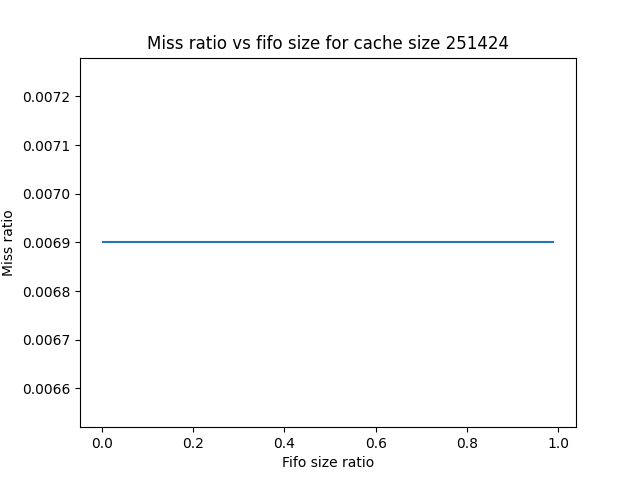 Miss ratio vs fifo size for cache size 251424
0.0072
0.0071
0.0070
0.0069
0.0068
0.0067
0.0066
Miss ratio
0.0 0.2 0.4 0.6 0.8 1.0
Fifo size ratio